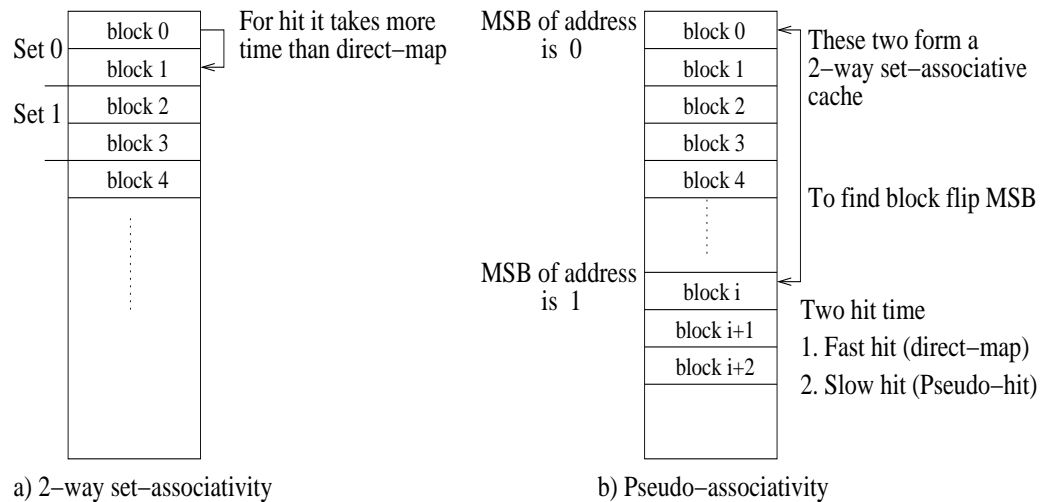 Set 0
Set 1
block 0
block 1
block 2
block 3
block 4
For hit it takes more
time than direct−map
a) 2−way set−associativity
MSB of address
is 0
MSB of address
is 1
block 0
block 1
block 2
block 3
block 4
block i
block i+1
block i+2
These two form a
2−way set−associative
cache
To find block flip MSB
Two hit time
1. Fast hit (direct−map)
2. Slow hit (Pseudo−hit)
b) Pseudo−associativity